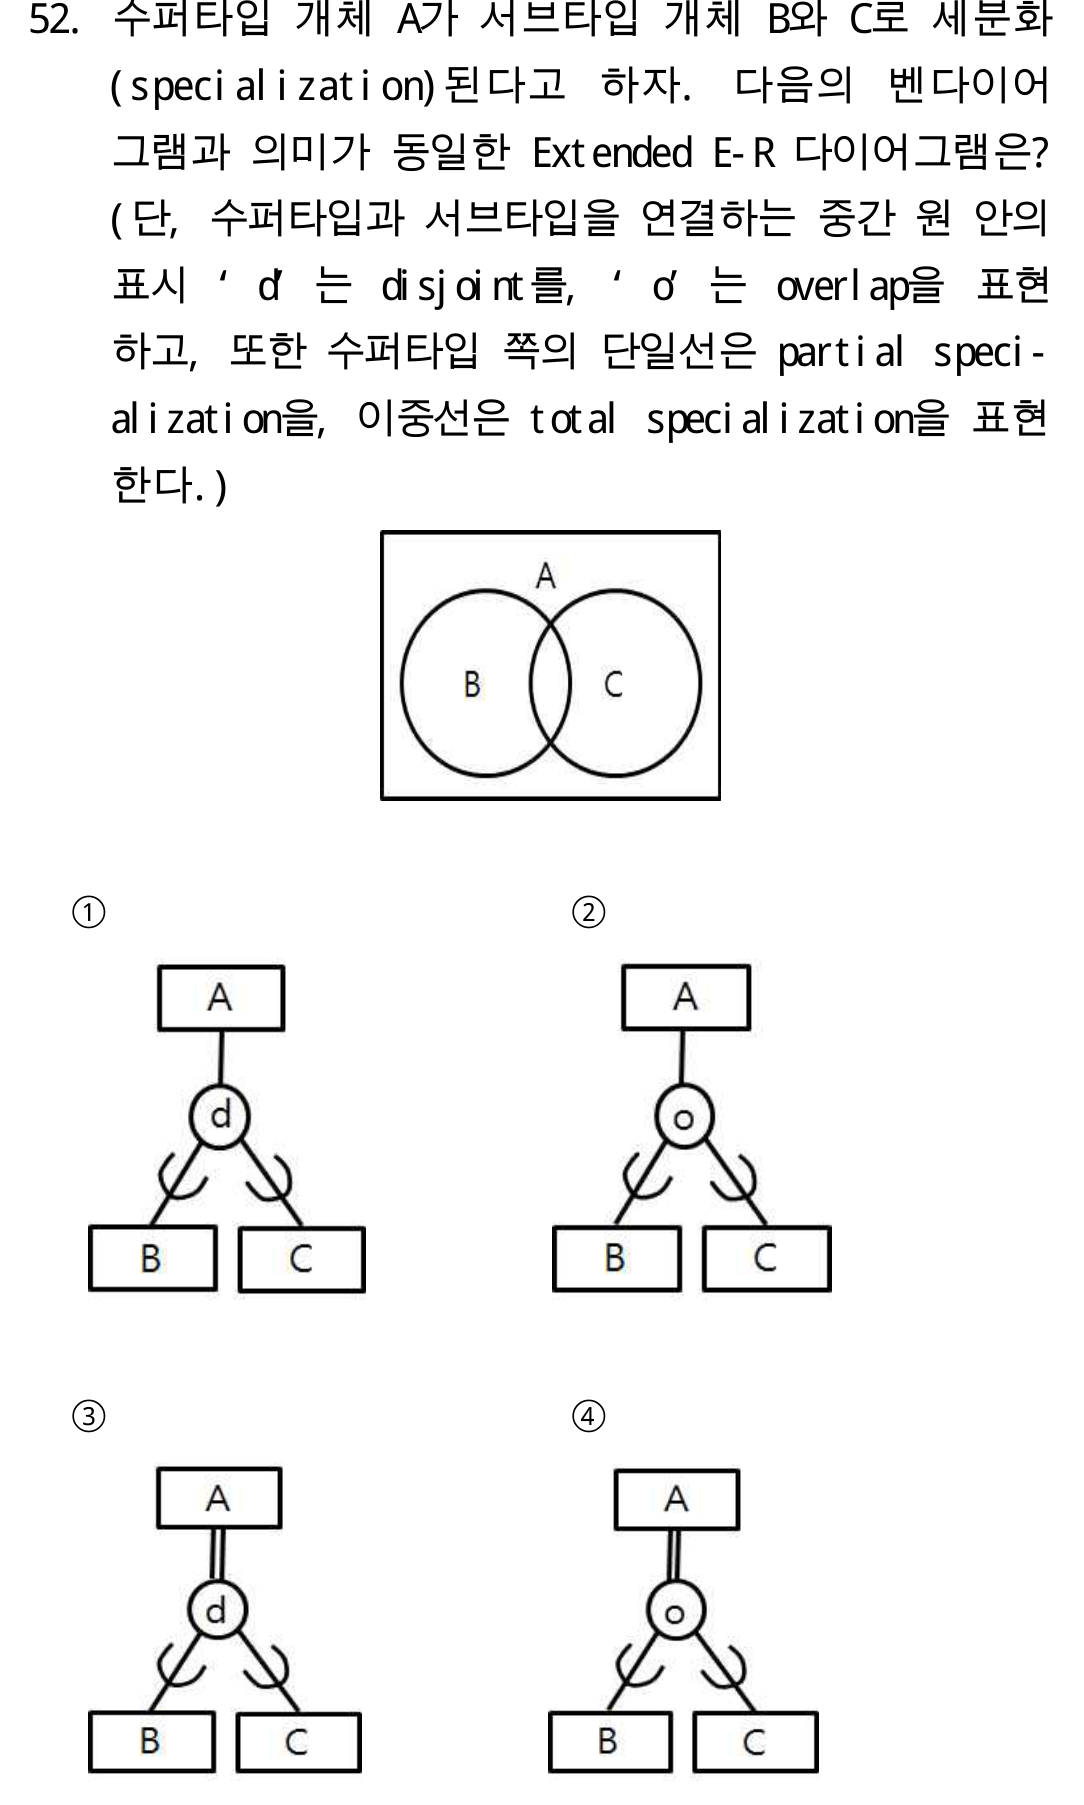 52. 수퍼타입 개체 A가 서브타입 개체 B와 C로 세분화
(specialization)된다고 하자. 다음의 벤다이어
그램과 의미가 동일한 Extended E-R 다이어그램은?
(단, 수퍼타입과 서브타입을 연결하는 중간 원 안의
표시 ‘d’는 disjoint를, ‘o’는 overlap을 표현
하고, 또한 수퍼타입 쪽의 단일선은 partial speci-
alization을, 이중선은 total specialization을 표현
한다.)
A
B C
① ②
A A
d o
B C B C
③ ④
A A
d o
B C B C